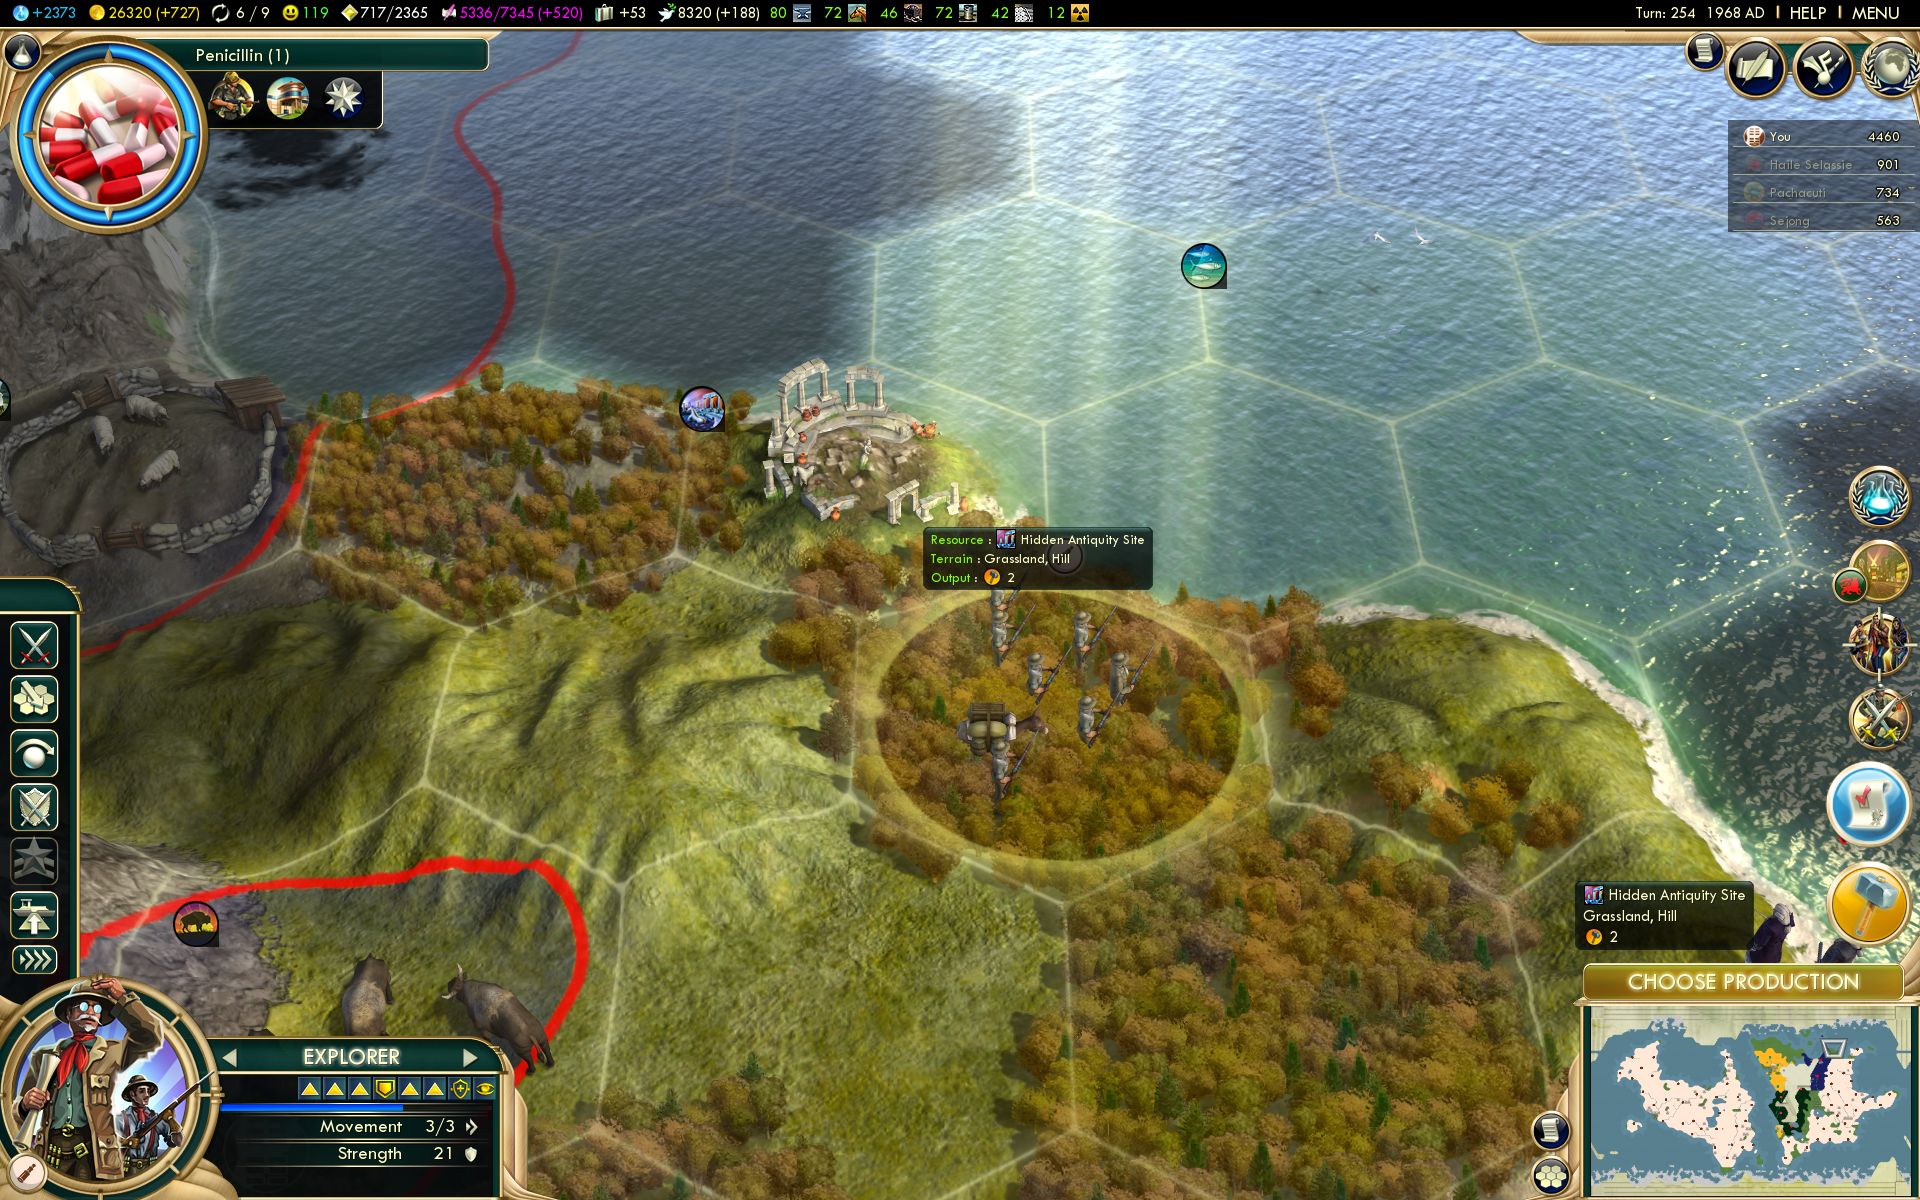 +2373 26320 (+727) 6 / 9 119 717/2365 5336/7345 (+520) +53 8320 (+188) 80 72 46 72 42 12 Turn: 254 1968 AD HELP MENU
Penicillin (1)
You 4460
Haile Selassie 901
Pachacuti 734
Sejong 563
Resource : Hidden Antiquity Site
Terrain : Grassland, Hill
Output : 2
Hidden Antiquity Site
Grassland, Hill
2
CHOOSE PRODUCTION
EXPLORER
Movement 3/3
Strength 21